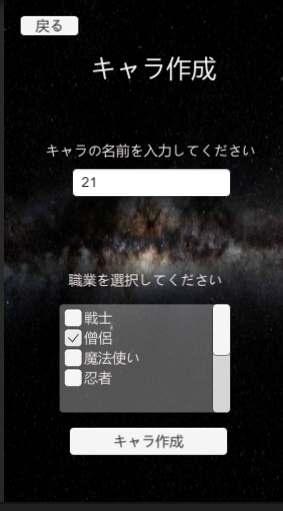 戻る
キャラ作成
キャラの名前を入力してください
21
職業を選択してください
戦士
僧侶
魔法使い
忍者
キャラ作成